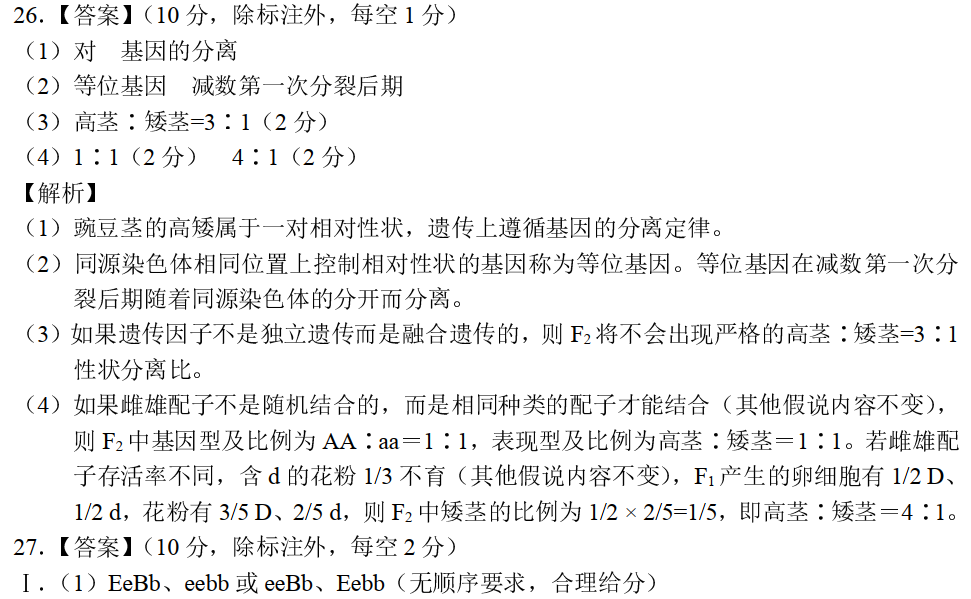 26.【答案】(10 分，除标注外，每空 1 分)
(1) 对　基因的分离
(2) 等位基因　减数第一次分裂后期
(3) 高茎∶矮茎=3∶1（2 分）
(4) 1∶1（2 分）　4∶1（2 分）
【解析】
(1) 豌豆茎的高矮属于一对相对性状，遗传上遵循基因的分离定律。
(2) 同源染色体相同位置上控制相对性状的基因称为等位基因。等位基因在减数第一次分
裂后期随着同源染色体的分开而分离。
(3) 如果遗传因子不是独立遗传而是融合遗传的，则 F₂将不会出现严格的高茎∶矮茎=3∶1
性状分离比。
(4) 如果雌雄配子不是随机结合的，而是相同种类的配子才能结合（其他假说内容不变），
则 F₂中基因型及比例为 AA∶aa＝1∶1，表现型及比例为高茎∶矮茎＝1∶1。若雌雄配
子存活率不同，含 d 的花粉 1/3 不育（其他假说内容不变），F₁产生的卵细胞有 1/2 D、
1/2 d，花粉有 3/5 D、2/5 d，则 F₂中矮茎的比例为 1/2 × 2/5=1/5，即高茎∶矮茎＝4∶1。
27.【答案】(10 分，除标注外，每空 2 分)
Ⅰ.（1）EeBb、eebb 或 eeBb、Eebb（无顺序要求，合理给分）